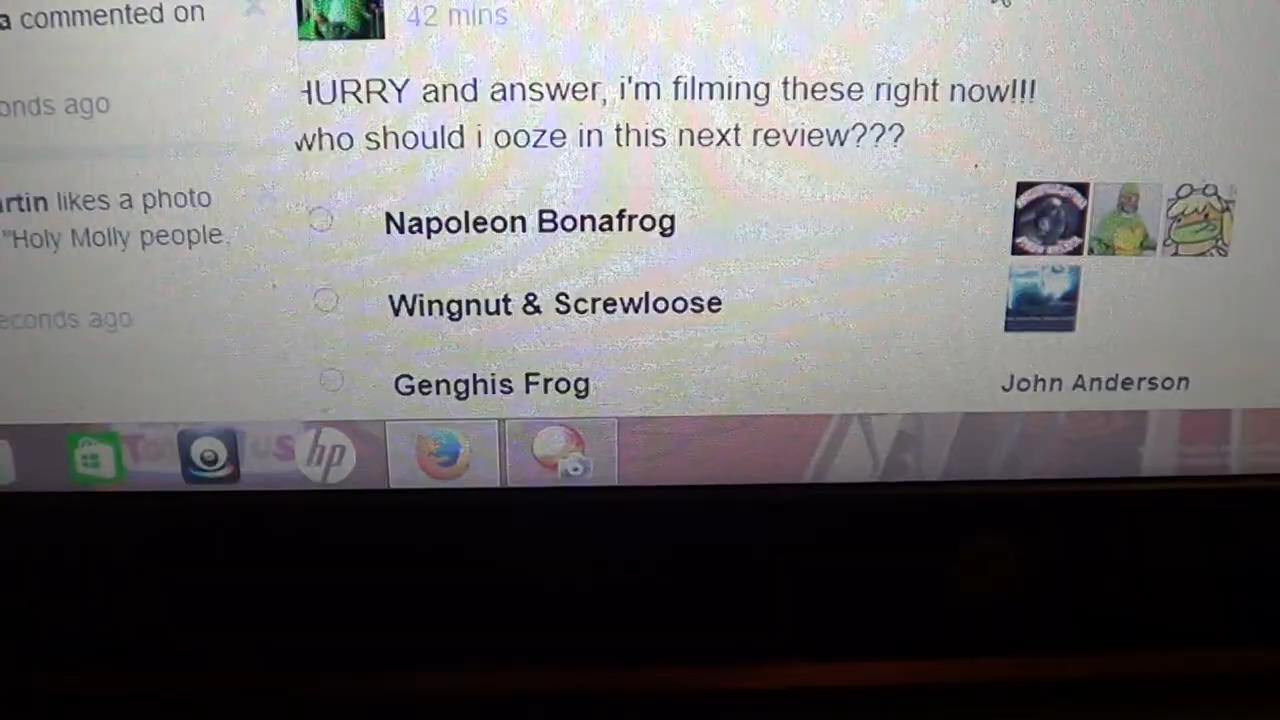 a commented on
42 mins
HURRY and answer, i'm filming these right now!!!
onds ago
who should i ooze in this next review???
rtin likes a photo
"Holy Molly people.
Napoleon Bonafrog
Wingnut & Screwloose
econds ago
Genghis Frog
John Anderson
hp